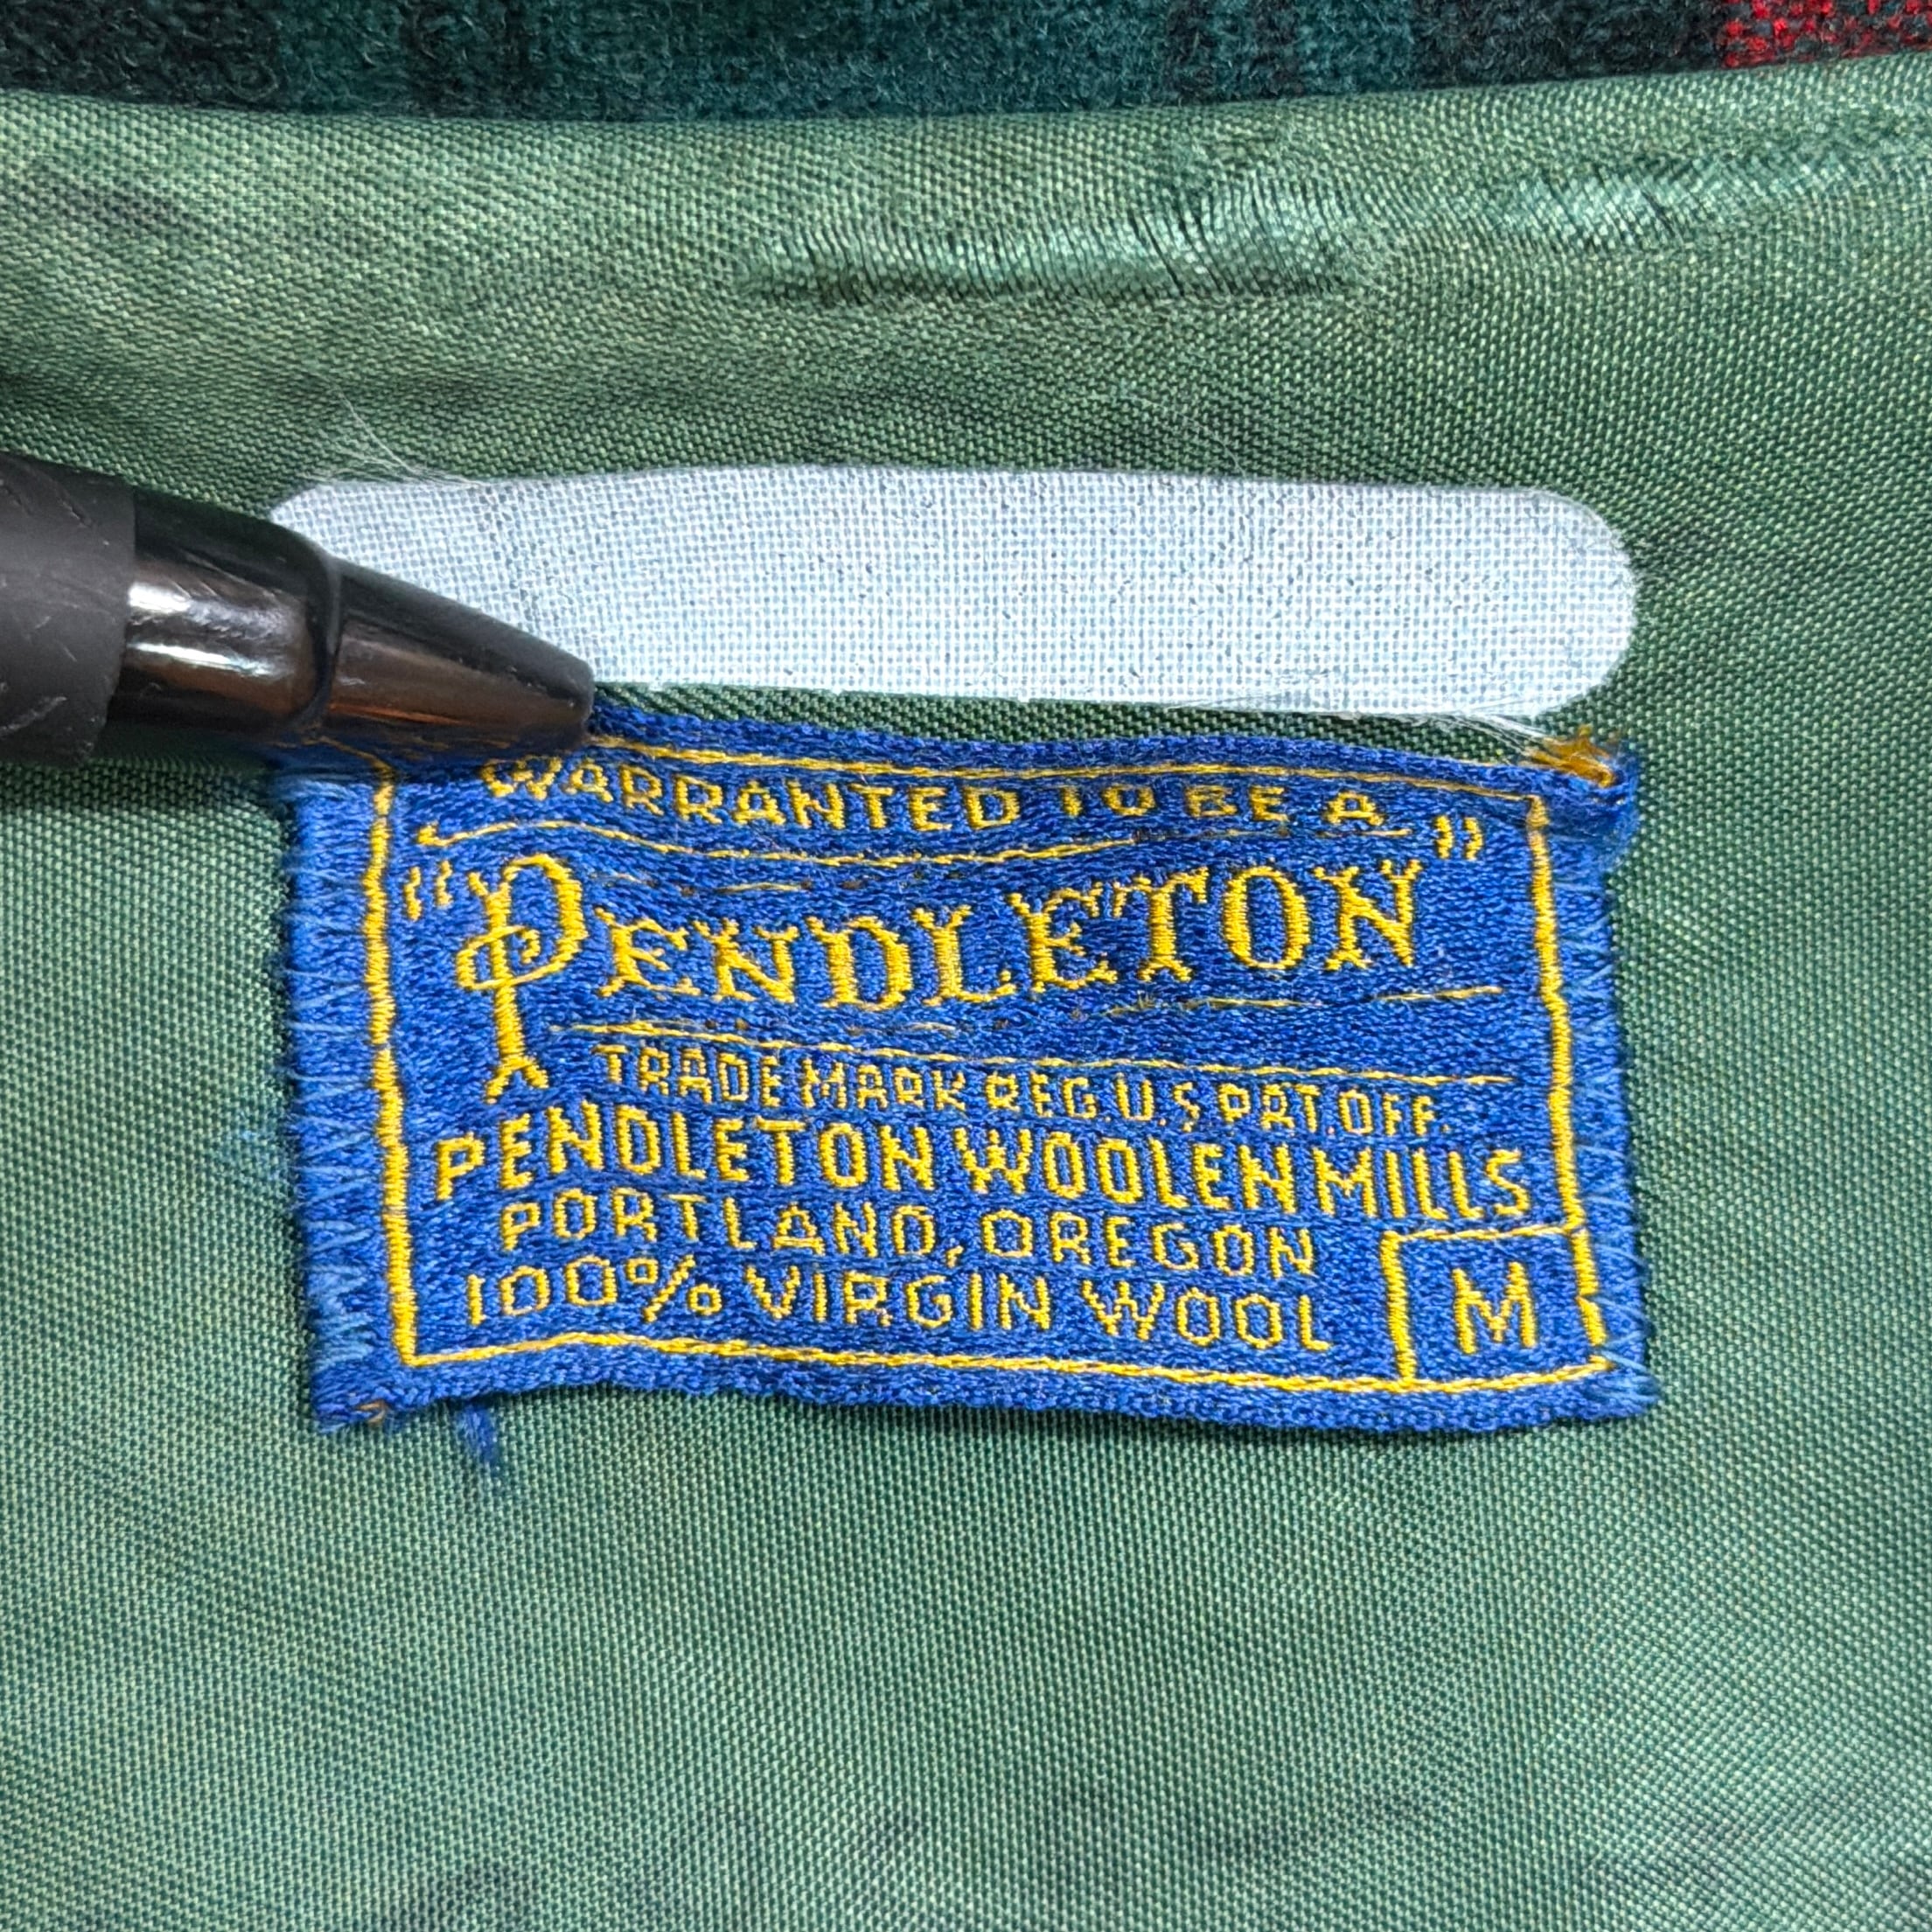 WARRANTED TO BE A
"PENDLETON"
TRADE MARK REG. U.S. PAT. OFF.
PENDLETON WOOLEN MILLS
PORTLAND, OREGON
100% VIRGIN WOOL
M